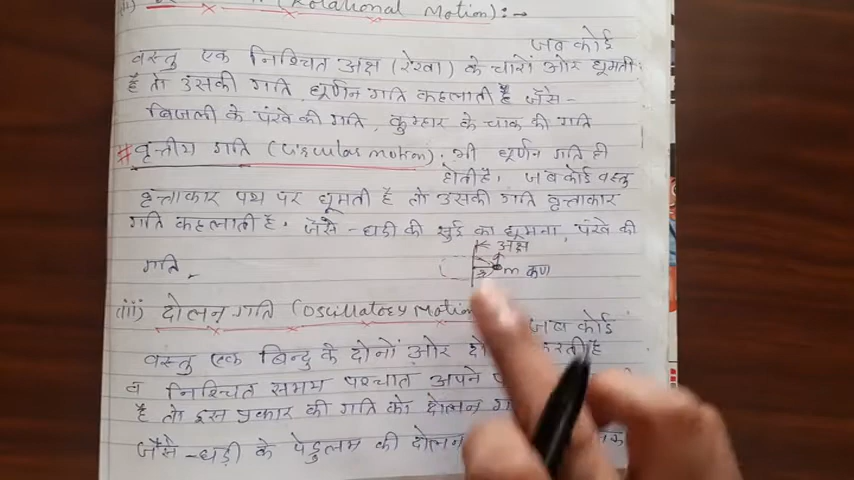 (Rotational Motion) :→
जब कोई
वस्तु एक निश्चित अक्ष (रेखा) के चारों ओर घूमती
है तो उसकी गति घूर्णन गति कहलाती है जैसे -
बिजली के पंखे की गति, कुम्हार के चाक की गति
# वृत्तीय गति (Circular motion) : भी घूर्णन गति ही
होती है, जब कोई वस्तु
वृत्ताकार पथ पर घूमती है तो उसकी गति वृत्ताकार
गति कहलाती है, जैसे - घड़ी की सुई का घूमना, पंखे की
अक्ष
गति, m कण
(iii) दोलन गति (Oscillatory Motion
जब कोई
वस्तु एक बिन्दु के दोनों ओर करती है
व निश्चित समय पश्चात अपने
है तो इस प्रकार की गति को दोलन
जैसे - घड़ी के पेंडुलम की दोलन